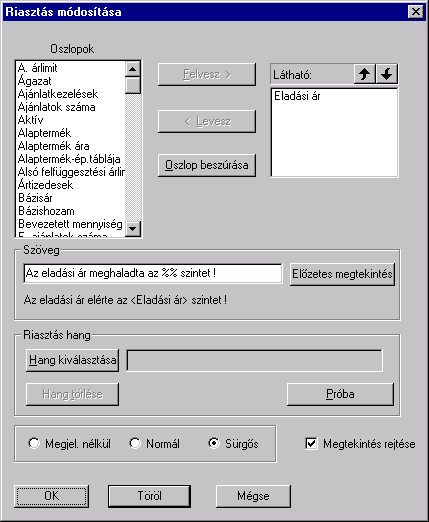 Riasztás módosítása
Oszlopok
A. árlimit
Ágazat
Ajánlatkezelések
Ajánlatok száma
Aktív
Alaptermék
Alaptermék ára
Alaptermék-ép.táblája
Alsó felfüggesztési árlin
Ártizedesek
Bázisár
Bázishozam
Bevezetett mennyiség
Felvesz >
< Levesz
Oszlop beszúrása
Látható:
Eladási ár
Szöveg
Az eladási ár meghaladta az %% szintet !
Előzetes megtekintés
Az eladási ár elérte az <Eladási ár> szintet !
Riasztás hang
Hang kiválasztása
Hang törlése
Próba
Megjel. nélkül
Normál
Sürgős
Megtekintés rejtése
OK
Töröl
Mégse